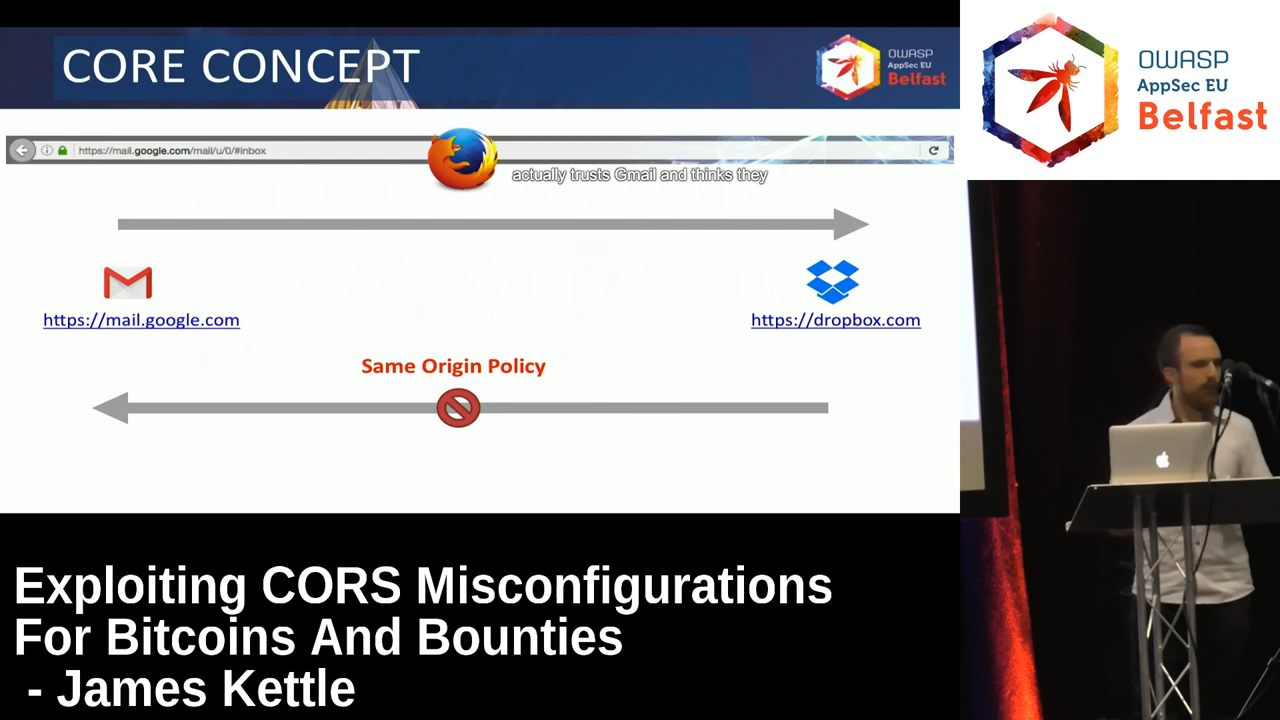 CORE CONCEPT
OWASP
AppSec EU
Belfast
OWASP
AppSec EU
Belfast
https://mail.google.com/mail/u/0/#inbox
actually trusts Gmail and thinks they
https://mail.google.com
https://dropbox.com
Same Origin Policy
Exploiting CORS Misconfigurations
For Bitcoins And Bounties
- James Kettle